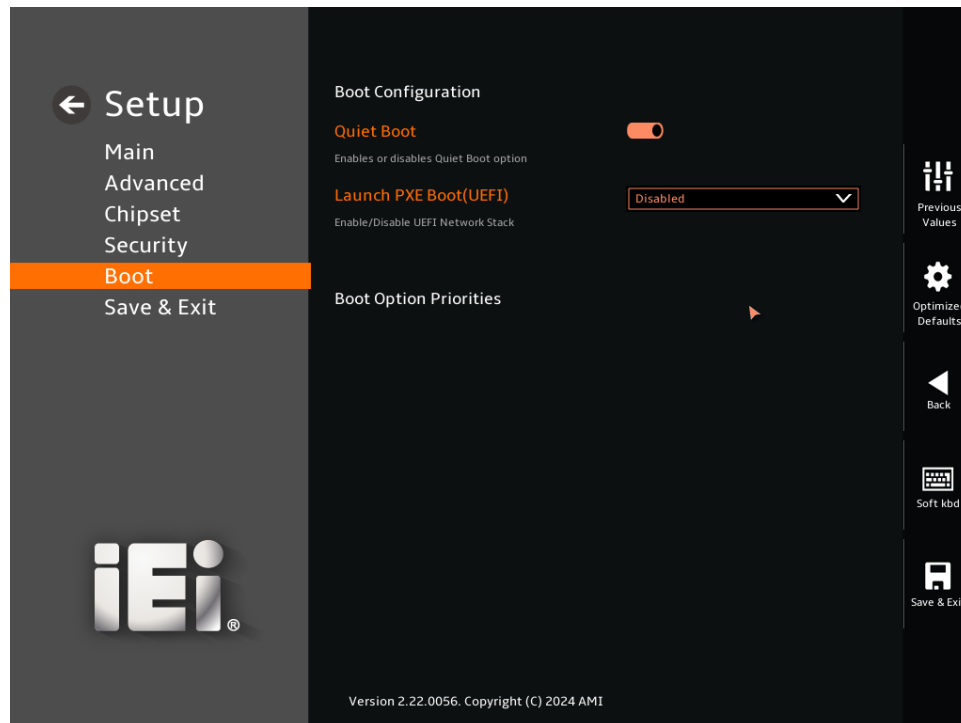 Setup
Main
Advanced
Chipset
Security
Boot
Save & Exit
iEi®
Boot Configuration
Quiet Boot
Enables or disables Quiet Boot option
Launch PXE Boot(UEFI)
Disabled
Enable/Disable UEFI Network Stack
Boot Option Priorities
Version 2.22.0056. Copyright (C) 2024 AMI
Previous
Values
Optimize
Defaults
Back
Soft kbd
Save & Exi